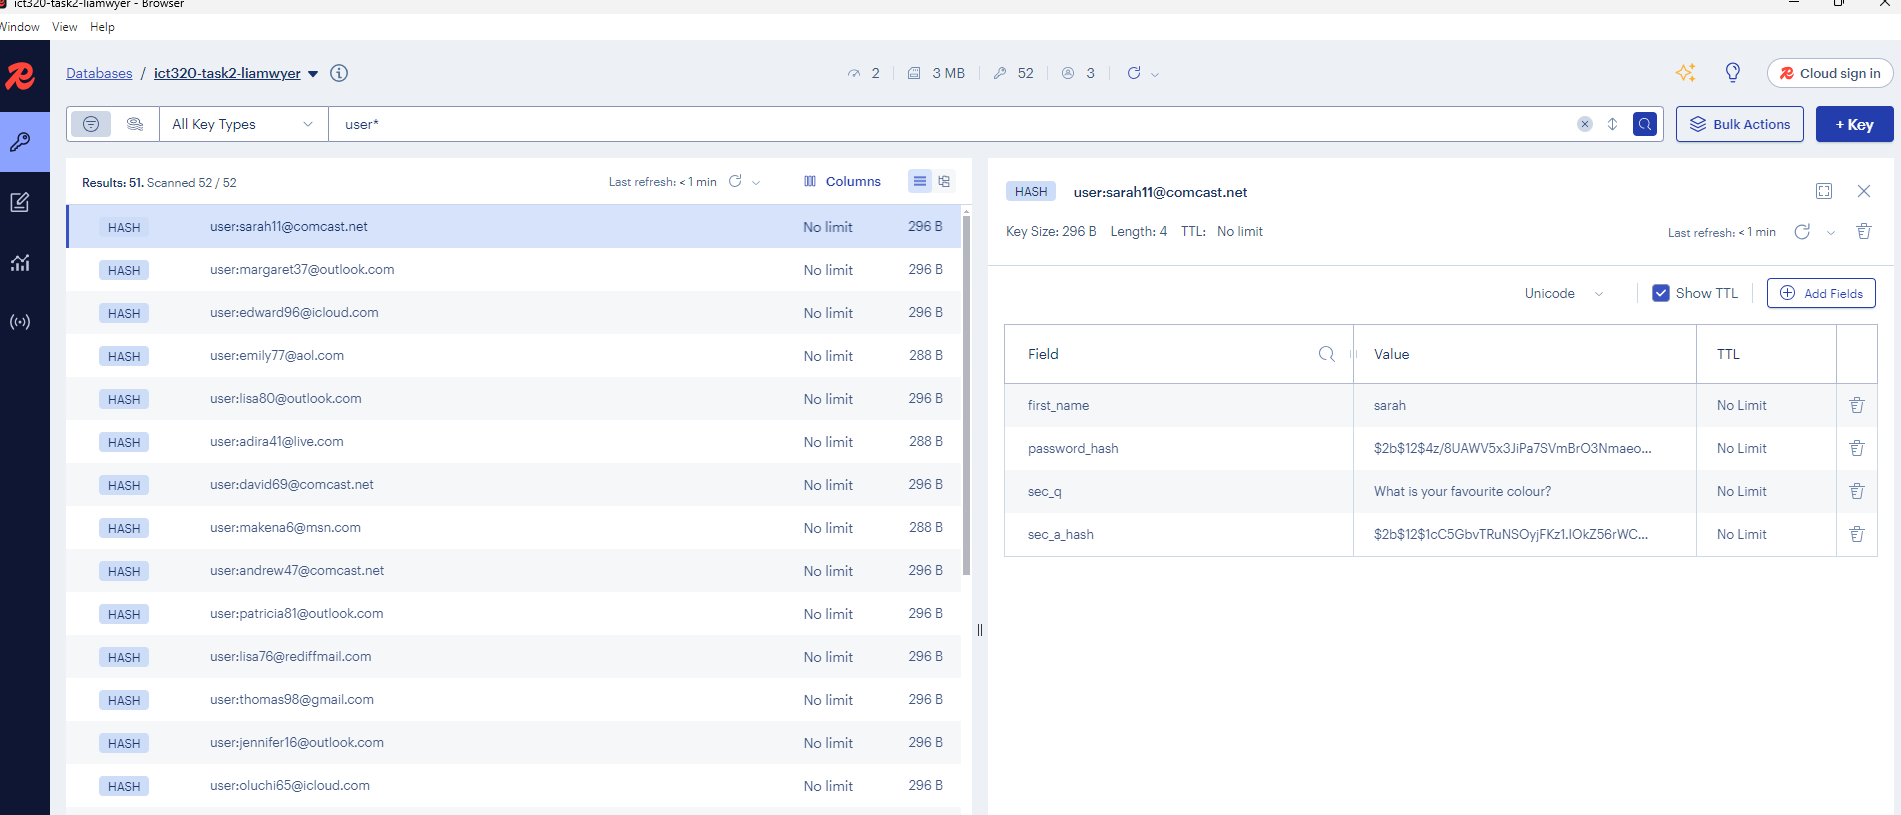 ict320-task2-liamwyer - Browser
Window View Help
Databases / ict320-task2-liamwyer 2 3 MB 52 3 Cloud sign in
All Key Types user* Bulk Actions + Key
Results: 51. Scanned 52 / 52 Last refresh: < 1 min Columns
HASH user:sarah11@comcast.net No limit 296 B
HASH user:margaret37@outlook.com No limit 296 B
HASH user:edward96@icloud.com No limit 296 B
HASH user:emily77@aol.com No limit 288 B
HASH user:lisa80@outlook.com No limit 296 B
HASH user:adira41@live.com No limit 288 B
HASH user:david69@comcast.net No limit 296 B
HASH user:makena6@msn.com No limit 288 B
HASH user:andrew47@comcast.net No limit 296 B
HASH user:patricia81@outlook.com No limit 296 B
HASH user:lisa76@rediffmail.com No limit 296 B
HASH user:thomas98@gmail.com No limit 296 B
HASH user:jennifer16@outlook.com No limit 296 B
HASH user:oluchi65@icloud.com No limit 296 B
HASH user:sarah11@comcast.net
Key Size: 296 B Length: 4 TTL: No limit Last refresh: < 1 min
Unicode Show TTL Add Fields
Field Value TTL
first_name sarah No Limit
password_hash $2b$12$4z/8UAWV5x3JiPa7SVmBrO3Nmaeo... No Limit
sec_q What is your favourite colour? No Limit
sec_a_hash $2b$12$1cC5GbvTRuNSOyjFKz1.IOkZ56rWC... No Limit